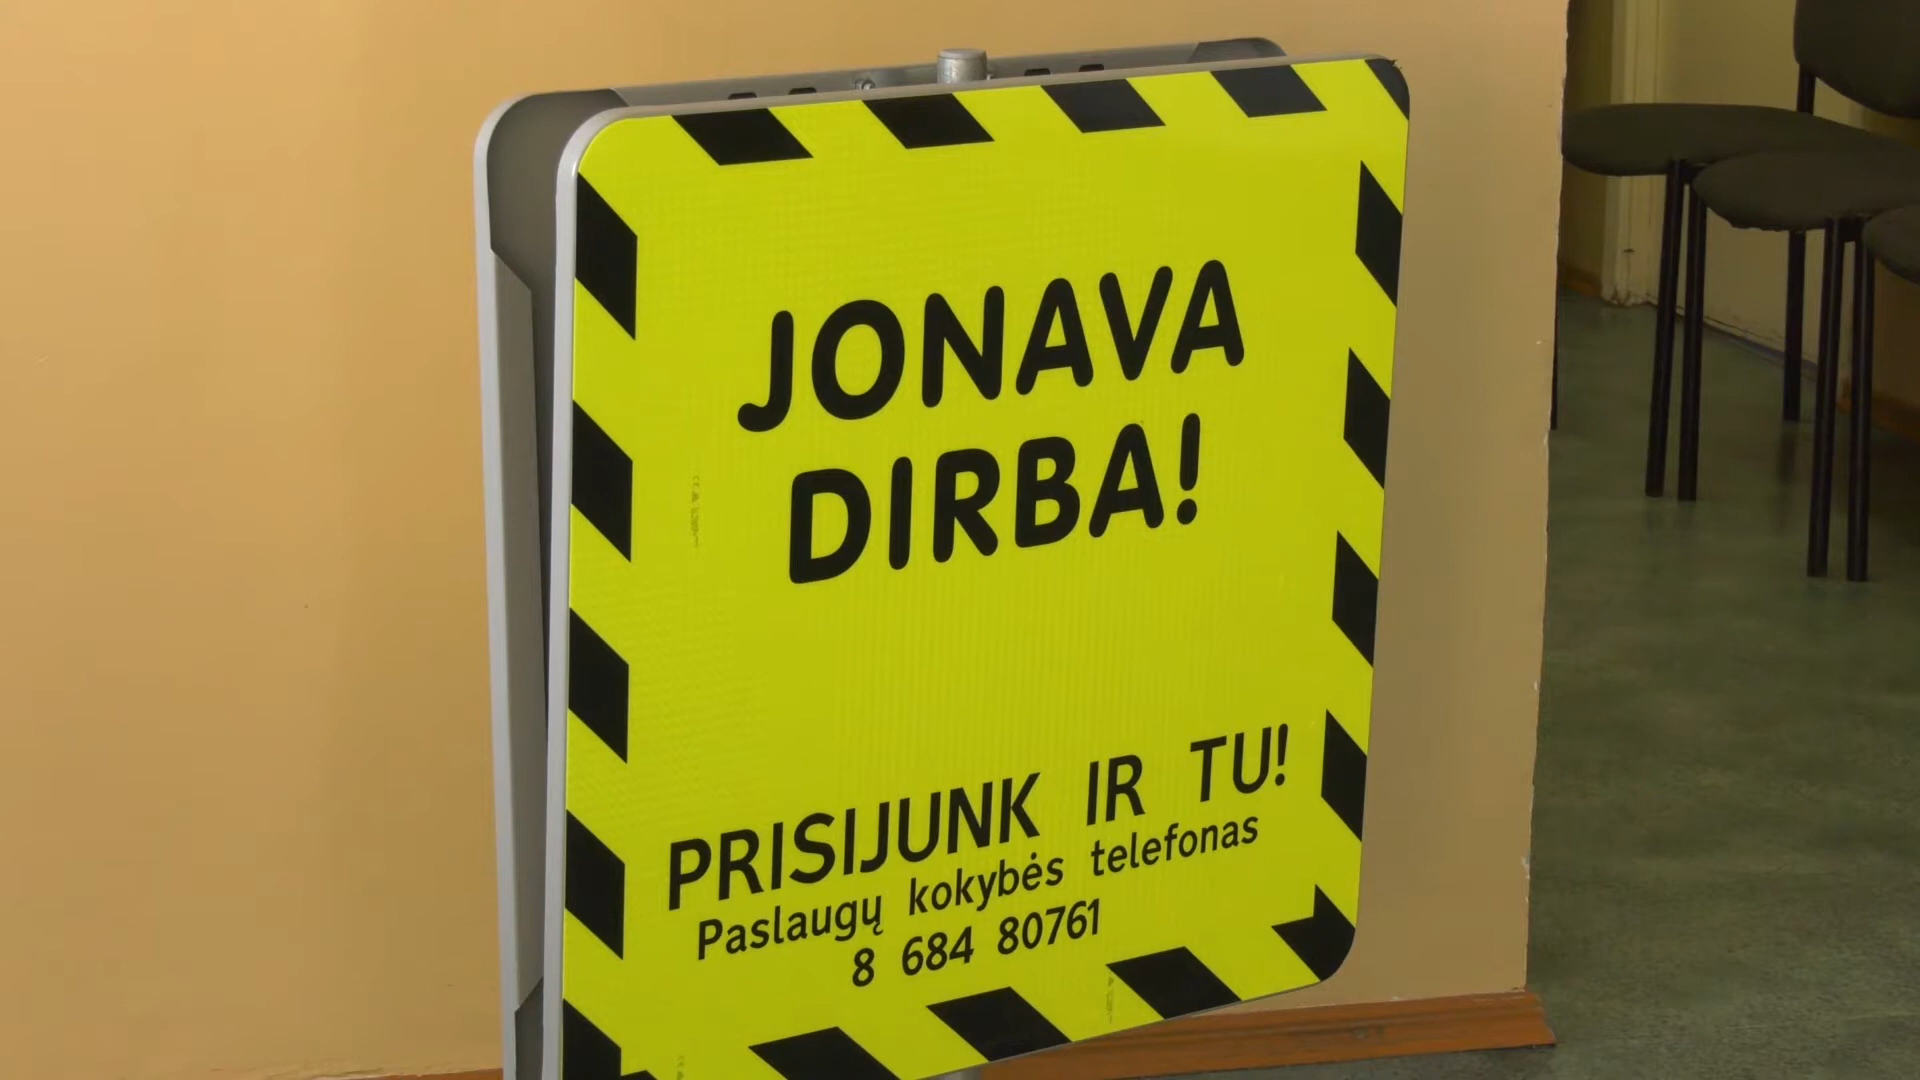 JONAVA
DIRBA!
PRISIJUNK IR TU!
Paslaugų kokybės telefonas
8 684 80761